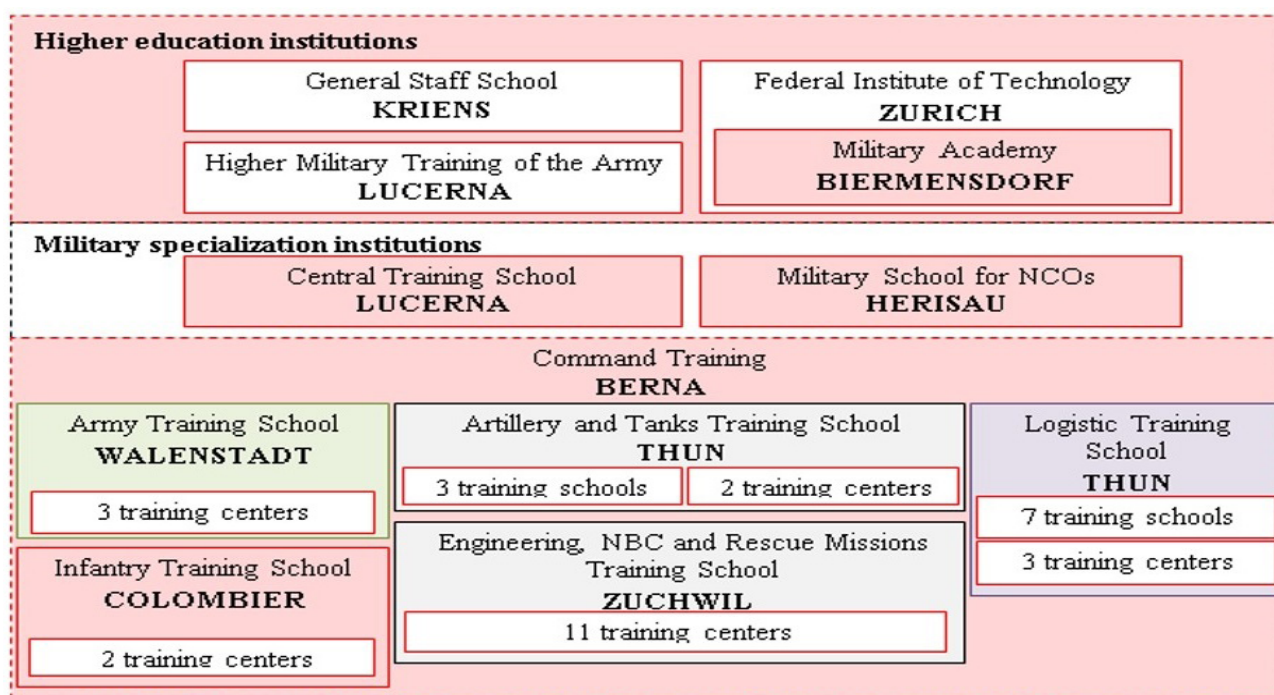 Higher education institutions
General Staff School
KRIENS
Federal Institute of Technology
ZURICH
Higher Military Training of the Army
LUCERNA
Military Academy
BIERMENSDORF
Military specialization institutions
Central Training School
LUCERNA
Military School for NCOs
HERISAU
Command Training
BERNA
Army Training School
WALENSTADT
3 training centers
Artillery and Tanks Training School
THUN
3 training schools
2 training centers
Logistic Training
School
THUN
7 training schools
3 training centers
Infantry Training School
COLOMBIER
2 training centers
Engineering, NBC and Rescue Missions
Training School
ZUCHWIL
11 training centers